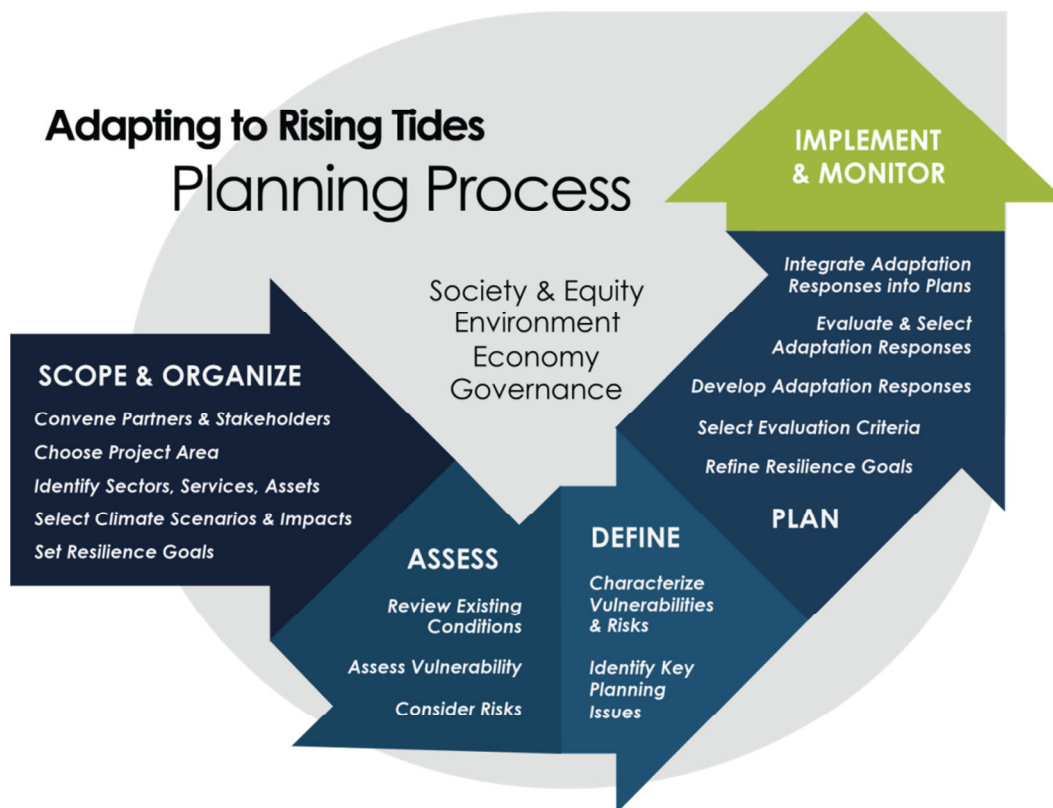 Adapting to Rising Tides
Planning Process
Society & Equity
Environment
Economy
Governance
SCOPE & ORGANIZE
Convene Partners & Stakeholders
Choose Project Area
Identify Sectors, Services, Assets
Select Climate Scenarios & Impacts
Set Resilience Goals
ASSESS
Review Existing
Conditions
Assess Vulnerability
Consider Risks
DEFINE
Characterize
Vulnerabilities
& Risks
Identify Key
Planning
Issues
IMPLEMENT
& MONITOR
Integrate Adaptation
Responses into Plans
Evaluate & Select
Adaptation Responses
Develop Adaptation Responses
Select Evaluation Criteria
Refine Resilience Goals
PLAN